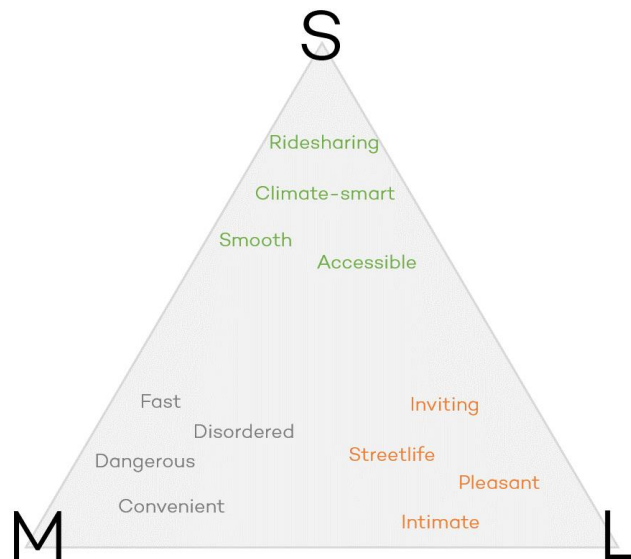 S
Ridesharing
Climate-smart
Smooth
Accessible
Fast
Inviting
Disordered
Streetlife
Dangerous
Pleasant
Convenient
Intimate
M
L